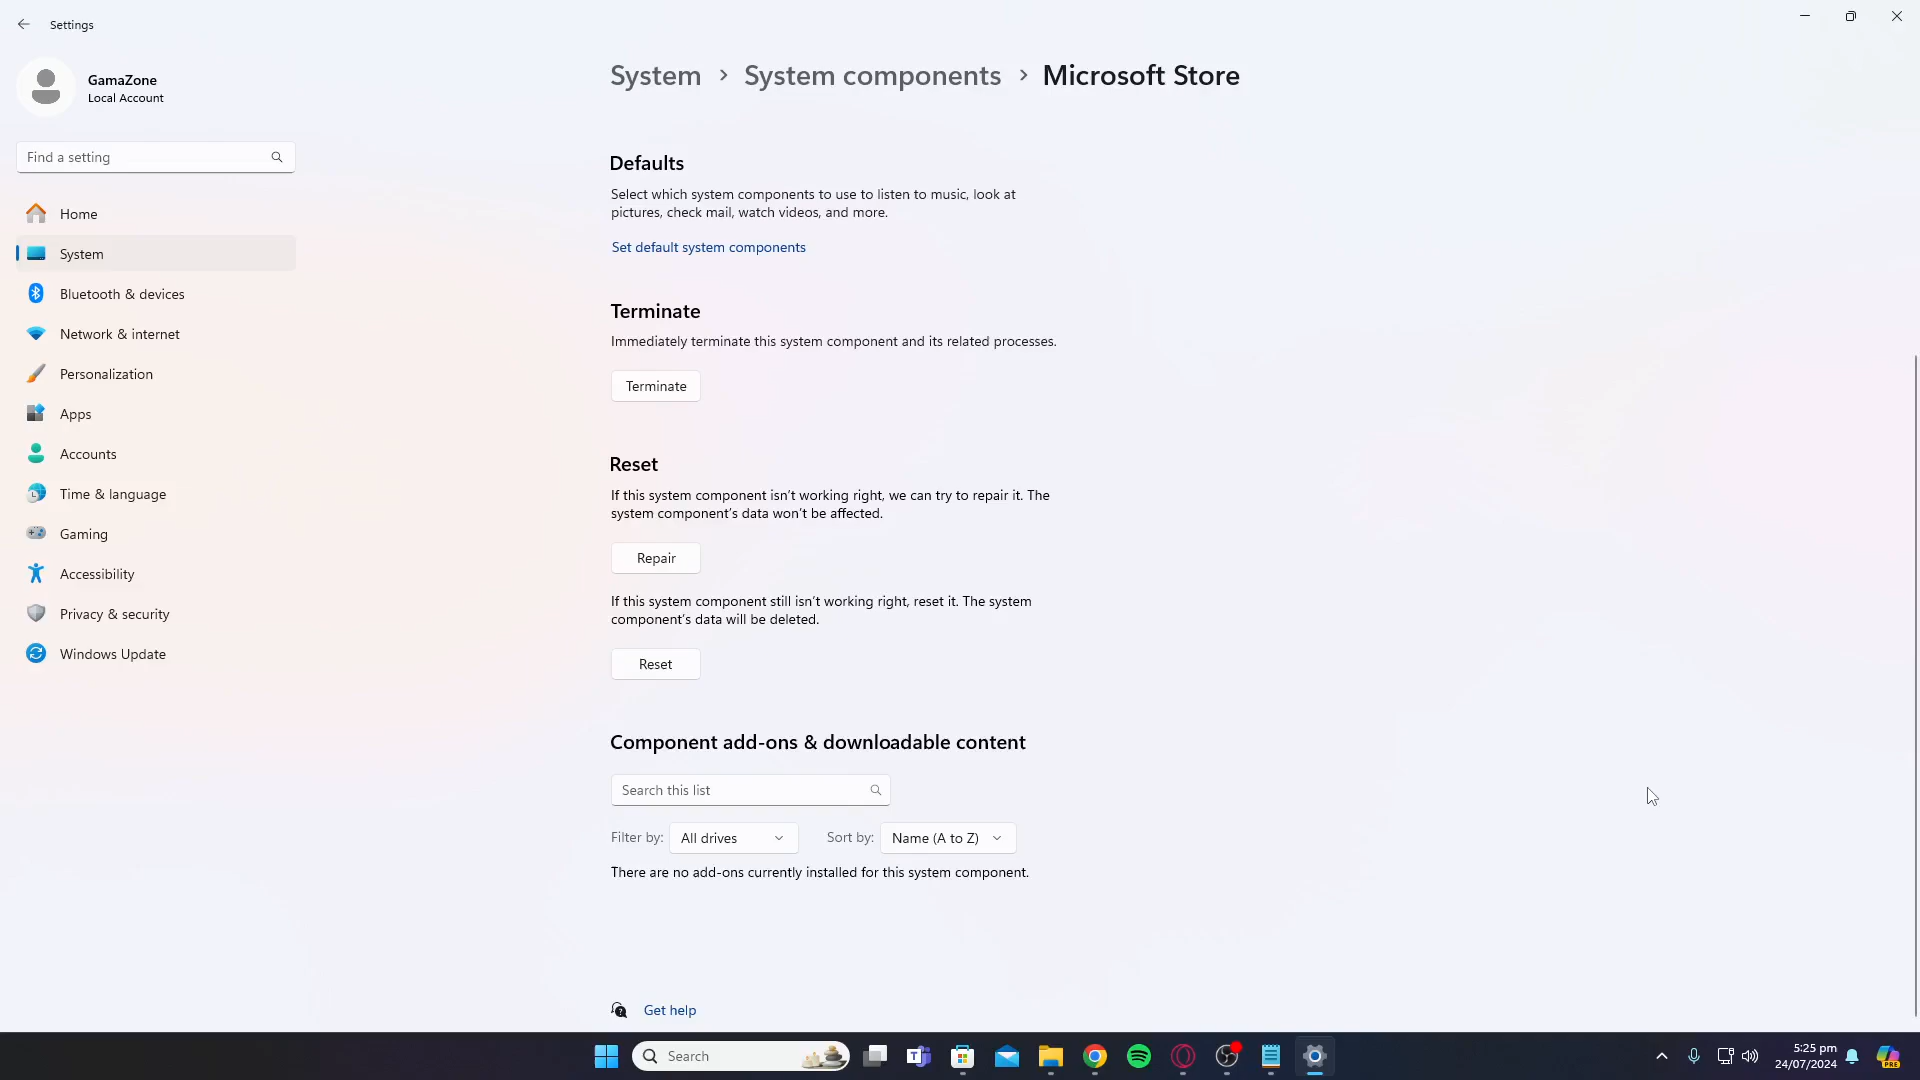 Settings
GamaZone
Local Account
Find a setting
Home
System
Bluetooth & devices
Network & internet
Personalization
Apps
Accounts
Time & language
Gaming
Accessibility
Privacy & security
Windows Update
System > System components > Microsoft Store
Defaults
Select which system components to use to listen to music, look at
pictures, check mail, watch videos, and more.
Set default system components
Terminate
Immediately terminate this system component and its related processes.
Terminate
Reset
If this system component isn't working right, we can try to repair it. The
system component's data won't be affected.
Repair
If this system component still isn't working right, reset it. The system
component's data will be deleted.
Reset
Component add-ons & downloadable content
Search this list
Filter by: All drives Sort by: Name (A to Z)
There are no add-ons currently installed for this system component.
Get help
Search
5:25 pm
24/07/2024
PRE